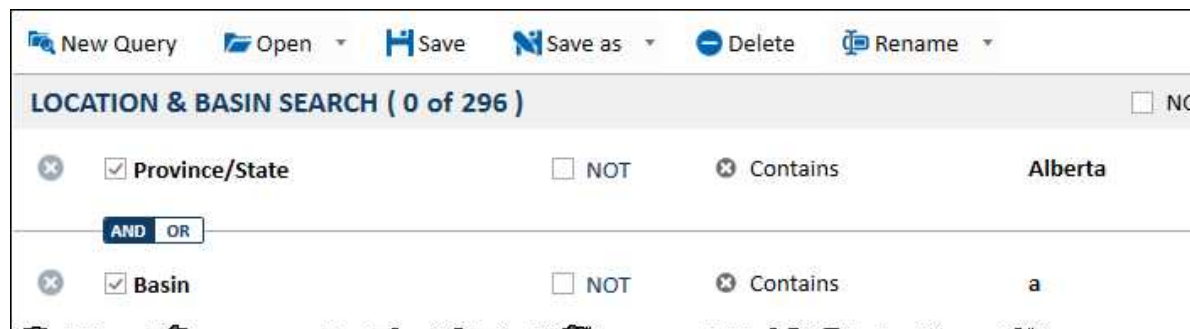 New Query Open Save Save as Delete Rename
LOCATION & BASIN SEARCH ( 0 of 296 )
Province/State NOT Contains Alberta
AND OR
Basin NOT Contains a